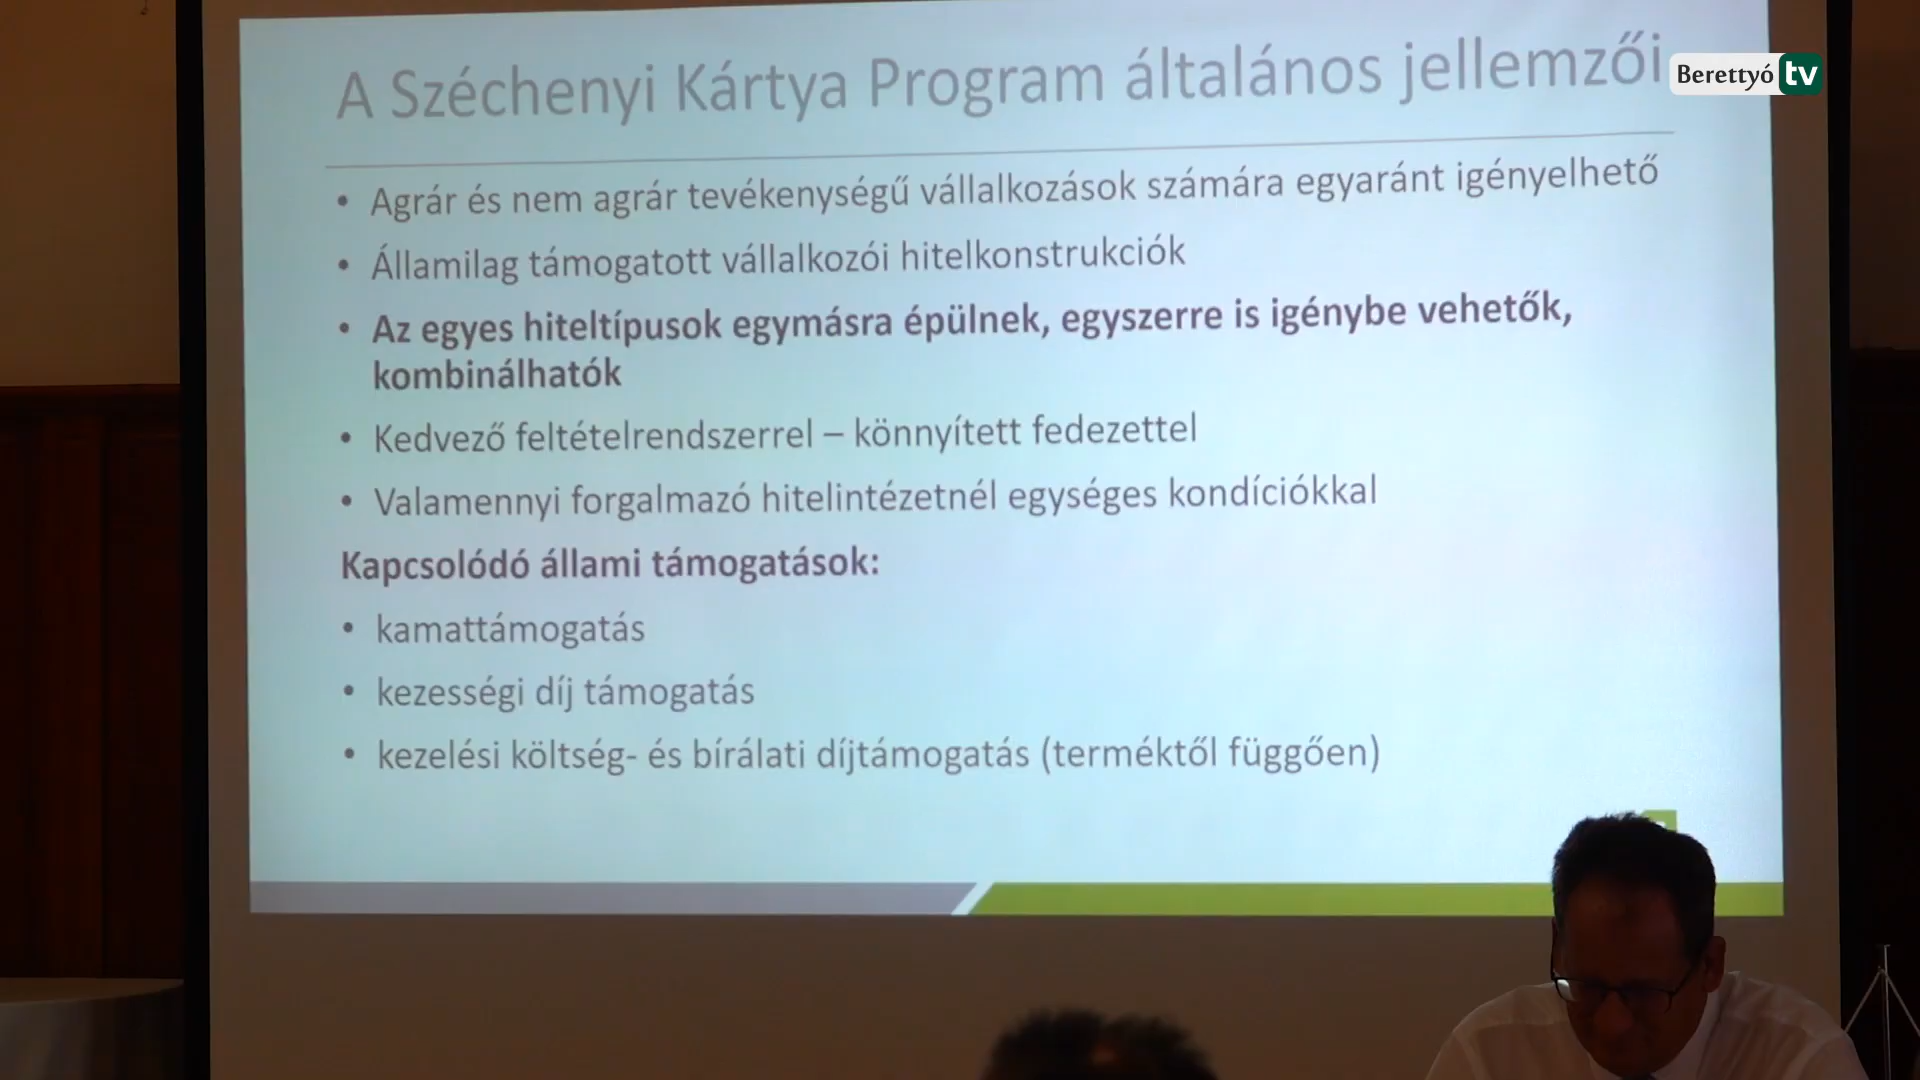 A Széchenyi Kártya Program általános jellemzői
Berettyó tv
• Agrár és nem agrár tevékenységű vállalkozások számára egyaránt igényelhető
• Államilag támogatott vállalkozói hitelkonstrukciók
• Az egyes hiteltípusok egymásra épülnek, egyszerre is igénybe vehetők,
kombinálhatók
• Kedvező feltételrendszerrel – könnyített fedezettel
• Valamennyi forgalmazó hitelintézetnél egységes kondíciókkal
Kapcsolódó állami támogatások:
• kamattámogatás
• kezességi díj támogatás
• kezelési költség- és bírálati díjtámogatás (terméktől függően)